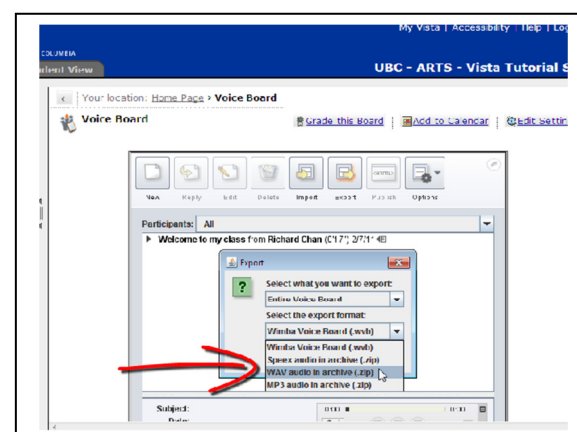 My Vista | Accessibility | Help | Log
COLUMBIA
dent View
UBC - ARTS - Vista Tutorial S
Your location: Home Page › Voice Board
Voice Board
Grade this Board | Add to Calendar | Edit Settin
New Reply Edit Delete Import Export Publish Options
Participants: All
Welcome to my class from Richard Chan (0'17")
Export
Select what you want to export:
Entire Voice Board
Select the export format:
Wimba Voice Board (.wvb)
Wimba Voice Board (.wvb)
Speex audio in archive (.zip)
WAV audio in archive (.zip)
MP3 audio in archive (.zip)
Subject:
Date: